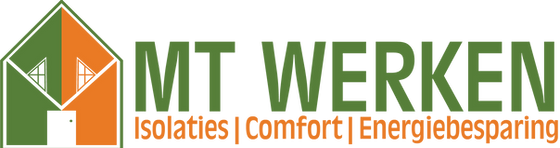 MT WERKEN
Isolaties | Comfort | Energiebesparing